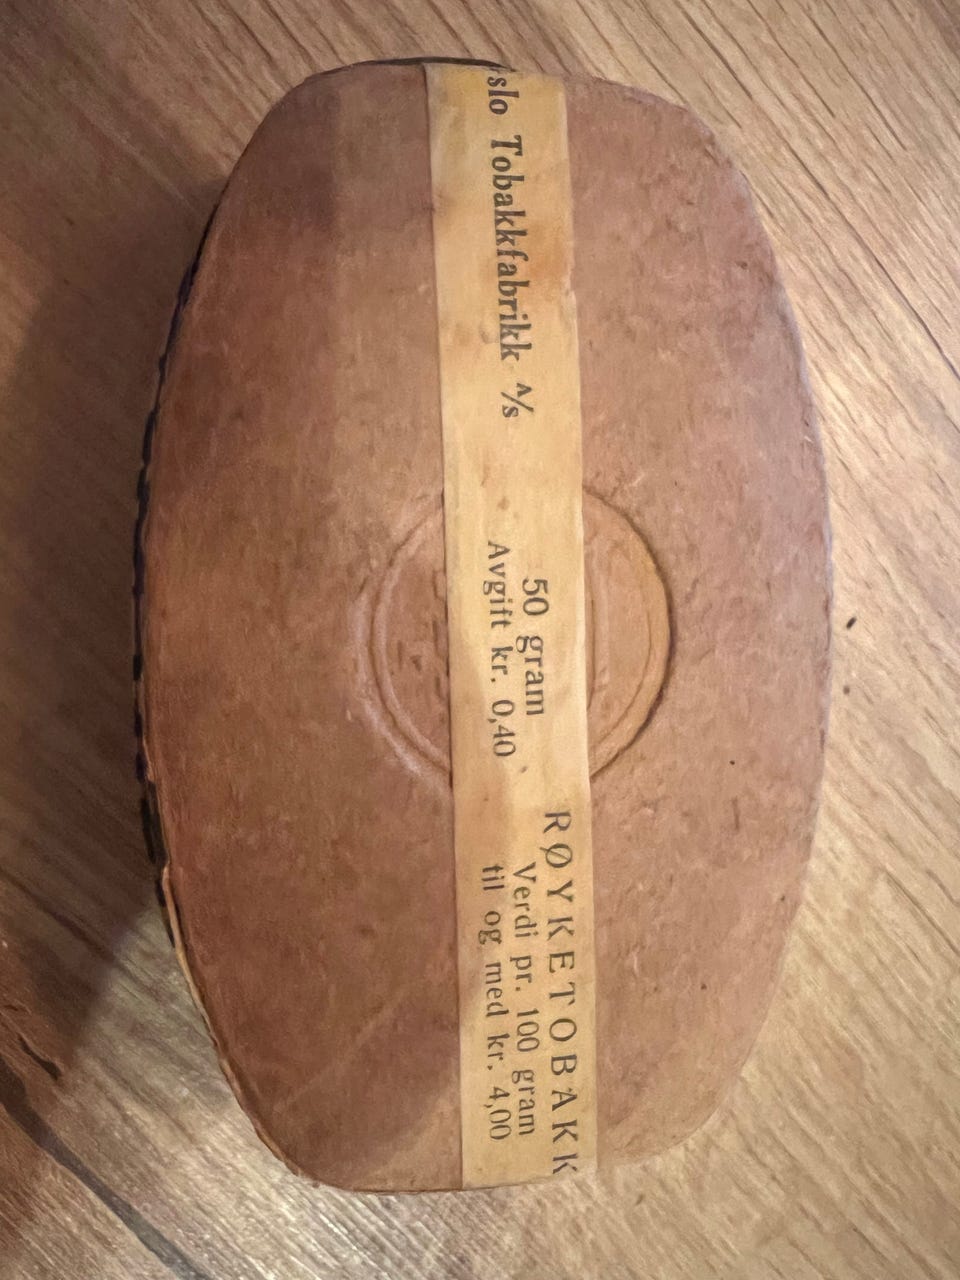 slo Tobakkfabrikk A/s
50 gram
Avgift kr. 0,40
RØYKETOBAKK
Verdi pr. 100 gram
til og med kr. 4,00